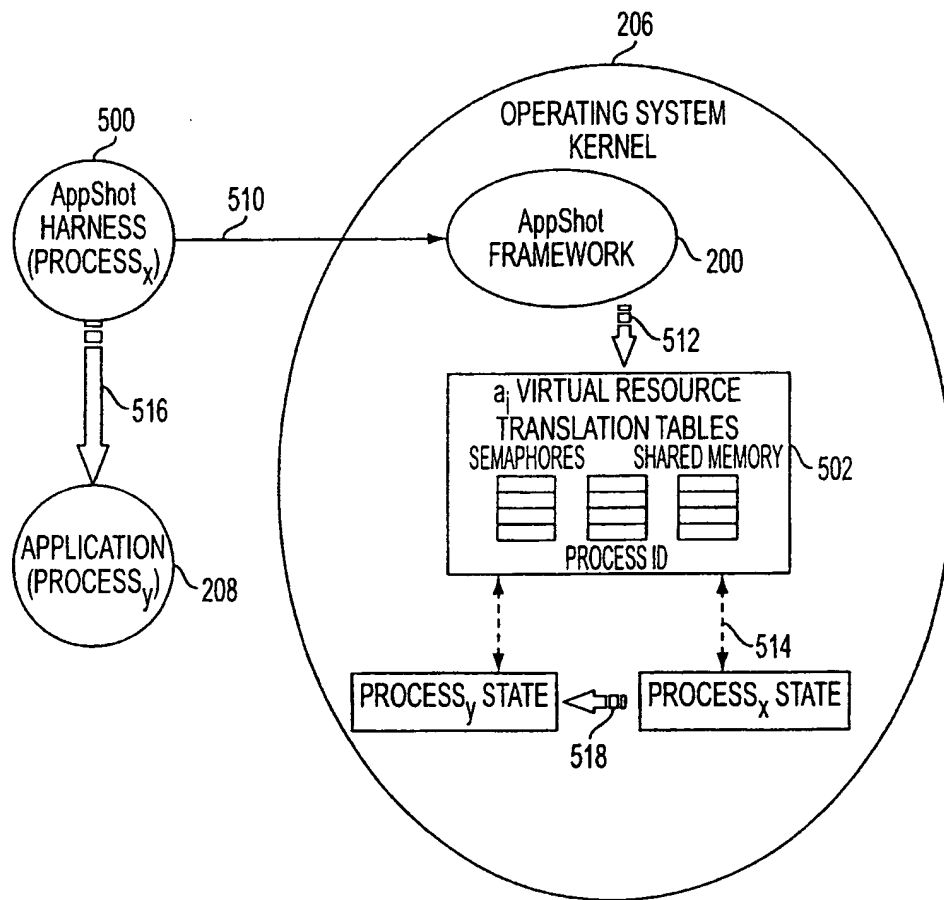 206
OPERATING SYSTEM
KERNEL
500
AppShot
HARNESS
(PROCESSx)
510
AppShot
FRAMEWORK
200
512
516
ai VIRTUAL RESOURCE
TRANSLATION TABLES
SEMAPHORES SHARED MEMORY
502
PROCESS ID
APPLICATION
(PROCESSy)
208
514
PROCESSy STATE
PROCESSx STATE
518